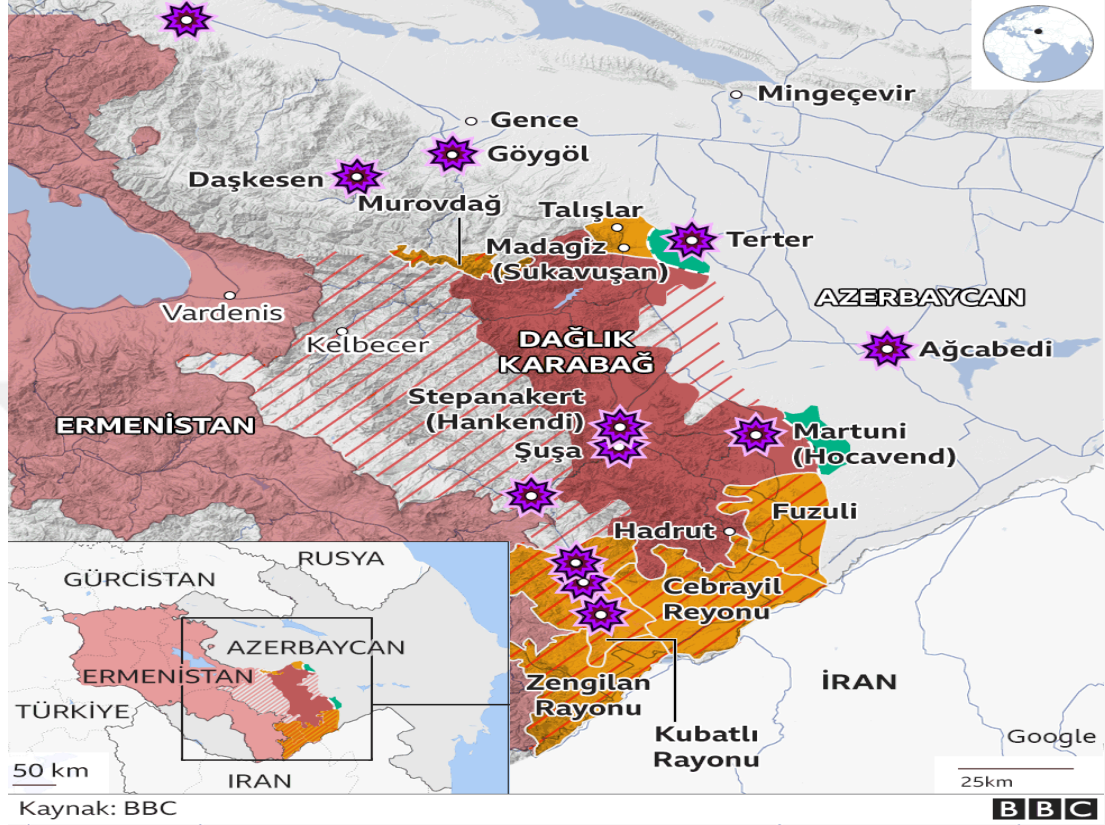 Mingeçevir
Gence
Göygöl
Daşkesen
Murovdağ
Talışlar
Madagiz
(Sukavuşan)
Terter
AZERBAYCAN
Vardenis
Kelbecer
DAĞLIK
KARABAĞ
Ağcabedi
Stepanakert
(Hankendi)
Şuşa
ERMENİSTAN
Martuni
(Hocavend)
Fuzuli
Hadrut
Cebrayil
Reyonu
Zengilan
Rayonu
Kubatlı
Rayonu
İRAN
Google
25km
RUSYA
GÜRCİSTAN
AZERBAYCAN
ERMENİSTAN
TÜRKİYE
IRAN
50 km
Kaynak: BBC
BBC